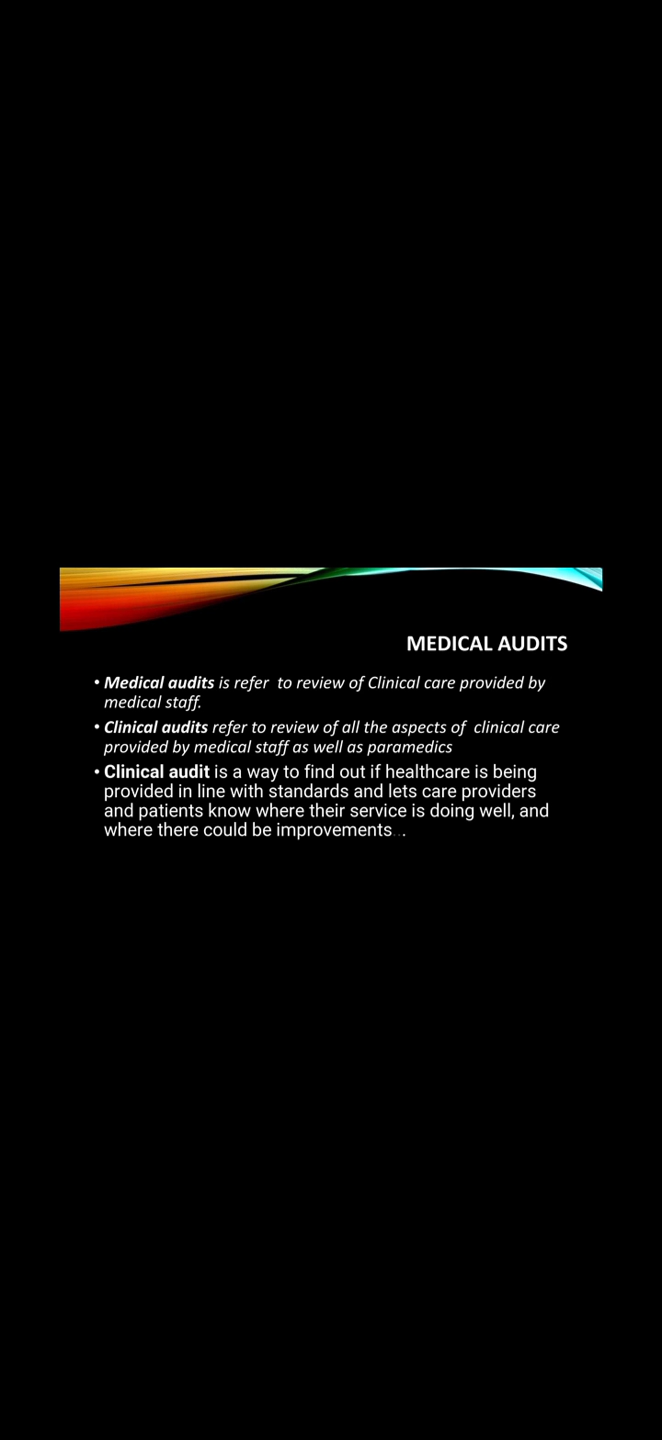 MEDICAL AUDITS
• Medical audits is refer  to review of Clinical care provided by
medical staff.
• Clinical audits refer to review of all the aspects of  clinical care
provided by medical staff as well as paramedics
• Clinical audit is a way to find out if healthcare is being
provided in line with standards and lets care providers
and patients know where their service is doing well, and
where there could be improvements...